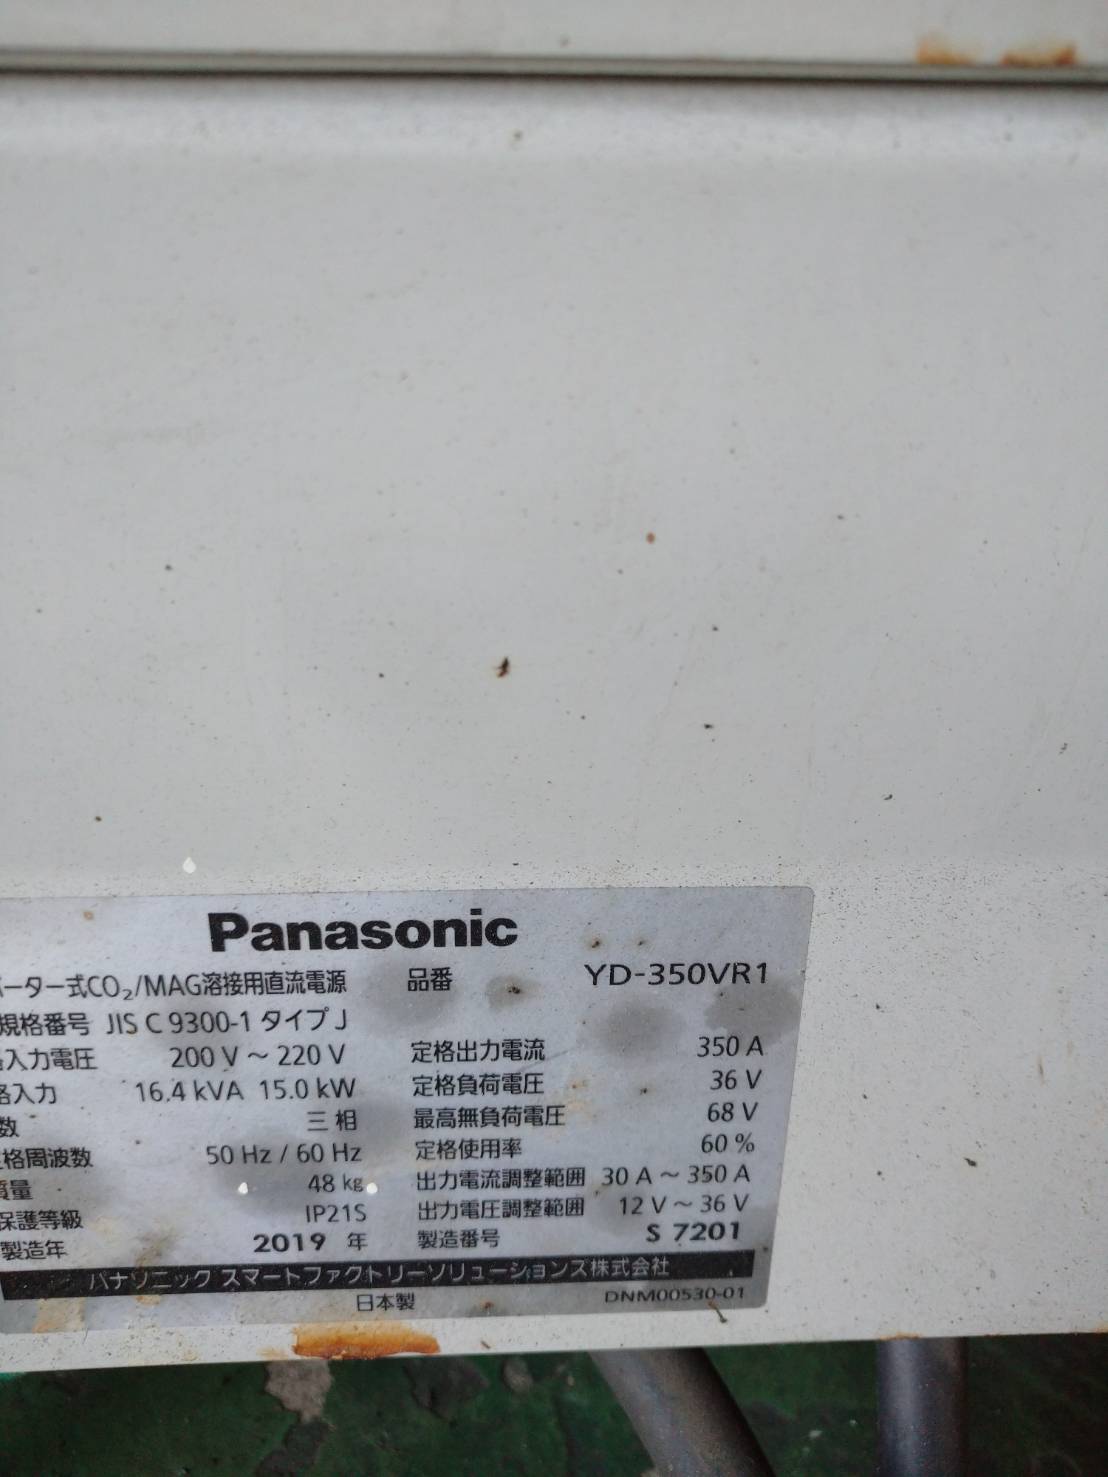 Panasonic
ーター式CO₂/MAG溶接用直流電源 品番 YD-350VR1
規格番号 JIS C 9300-1 タイプJ
入力電圧 200 V ～ 220 V 定格出力電流 350 A
格入力 16.4 kVA 15.0 kW 定格負荷電圧 36 V
数 三相 最高無負荷電圧 68 V
格周波数 50 Hz / 60 Hz 定格使用率 60 %
質量 48 kg 出力電流調整範囲 30 A ～ 350 A
保護等級 IP21S 出力電圧調整範囲 12 V ～ 36 V
製造年 2019 年 製造番号 S 7201
パナソニック スマートファクトリーソリューションズ株式会社
日本製 DNM00530-01